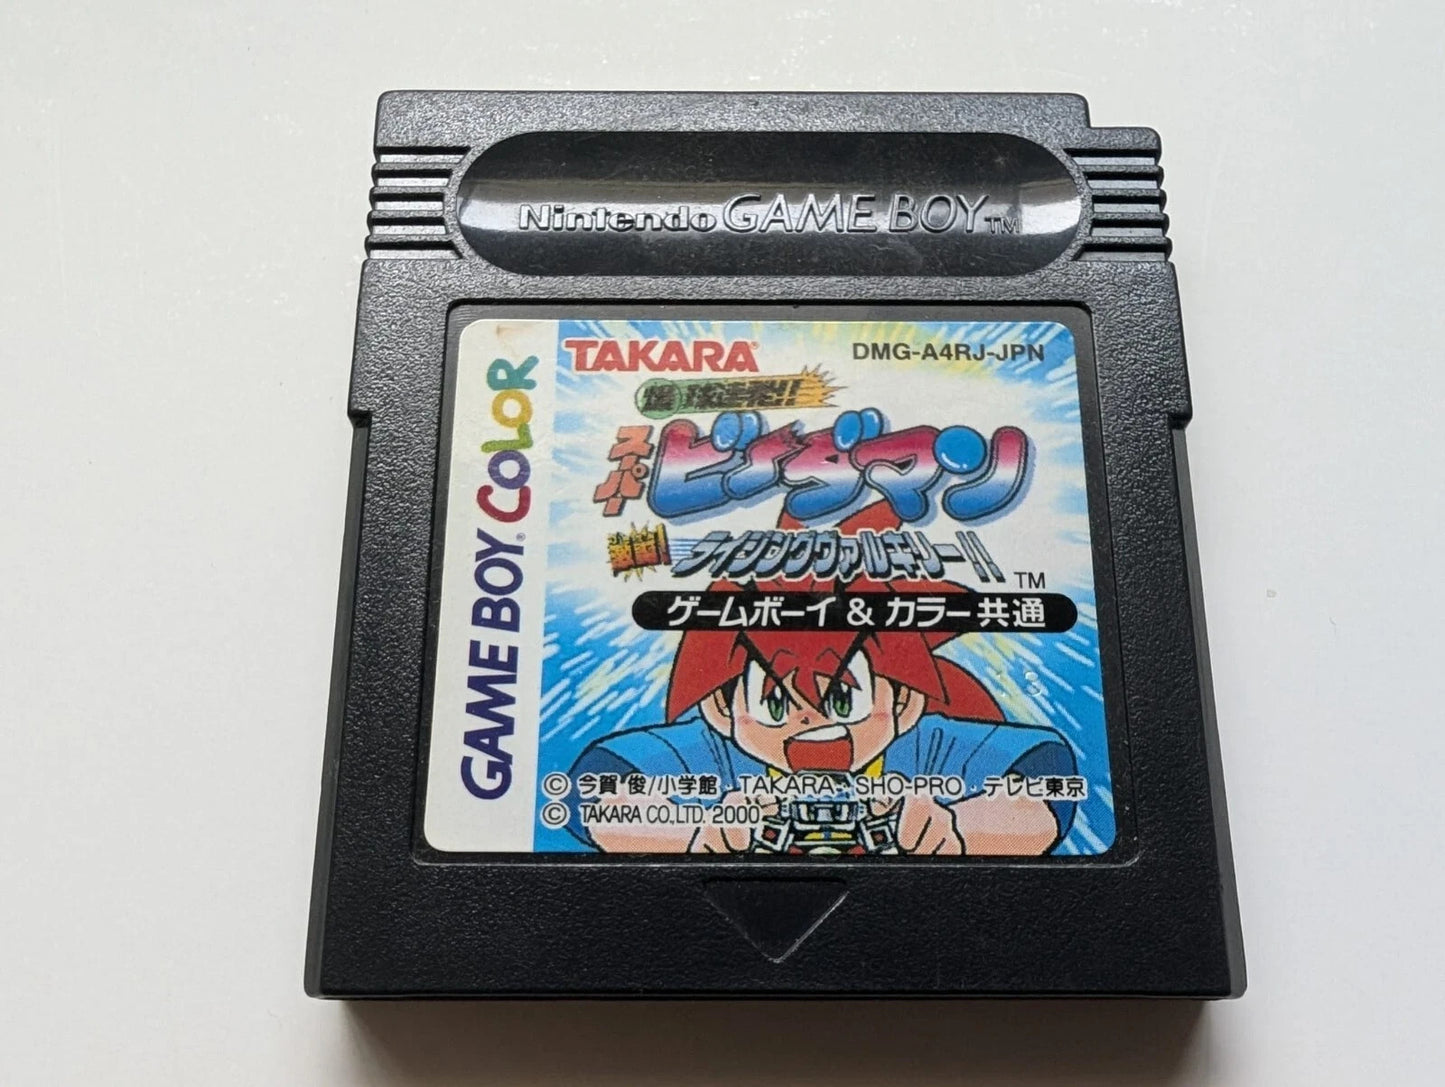 Nintendo GAME BOY™
GAME BOY® COLOR
TAKARA®
DMG-A4RJ-JPN
爆球連発!!
スーパー
ビーダマン
激闘!
ライジングヴァルキリー!!
TM
ゲームボーイ & カラー共通
© 今賀 俊/小学館・TAKARA・SHO-PRO・テレビ東京
© TAKARA CO.,LTD. 2000